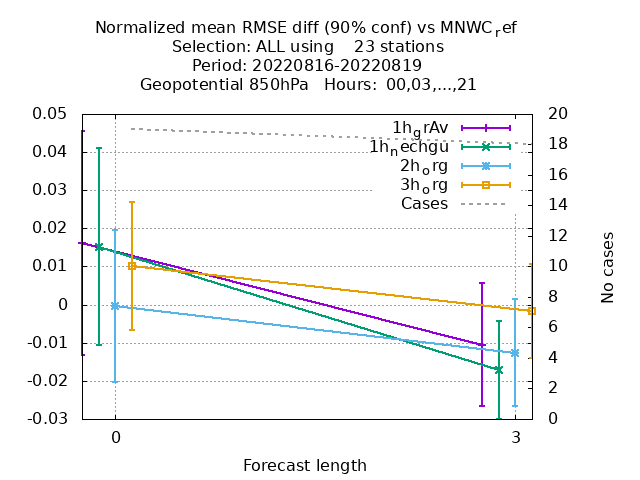 Normalized mean RMSE diff (90% conf) vs MNWC_ref
Selection: ALL using    23 stations
Period: 20220816-20220819
Geopotential 850hPa   Hours: 00,03,...,21
0.05
0.04
0.03
0.02
0.01
0
-0.01
-0.02
-0.03
1h_grAv
1h_nechgu
2h_org
3h_org
Cases
20
18
16
14
12
10
8
6
4
2
0
No cases
0
3
Forecast length